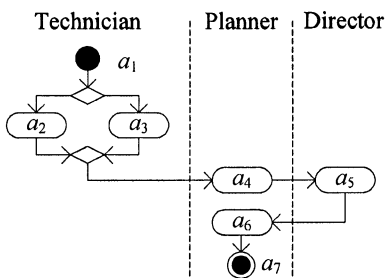 Technician Planner Director
a1
a2 a3
a4 a5
a6
a7